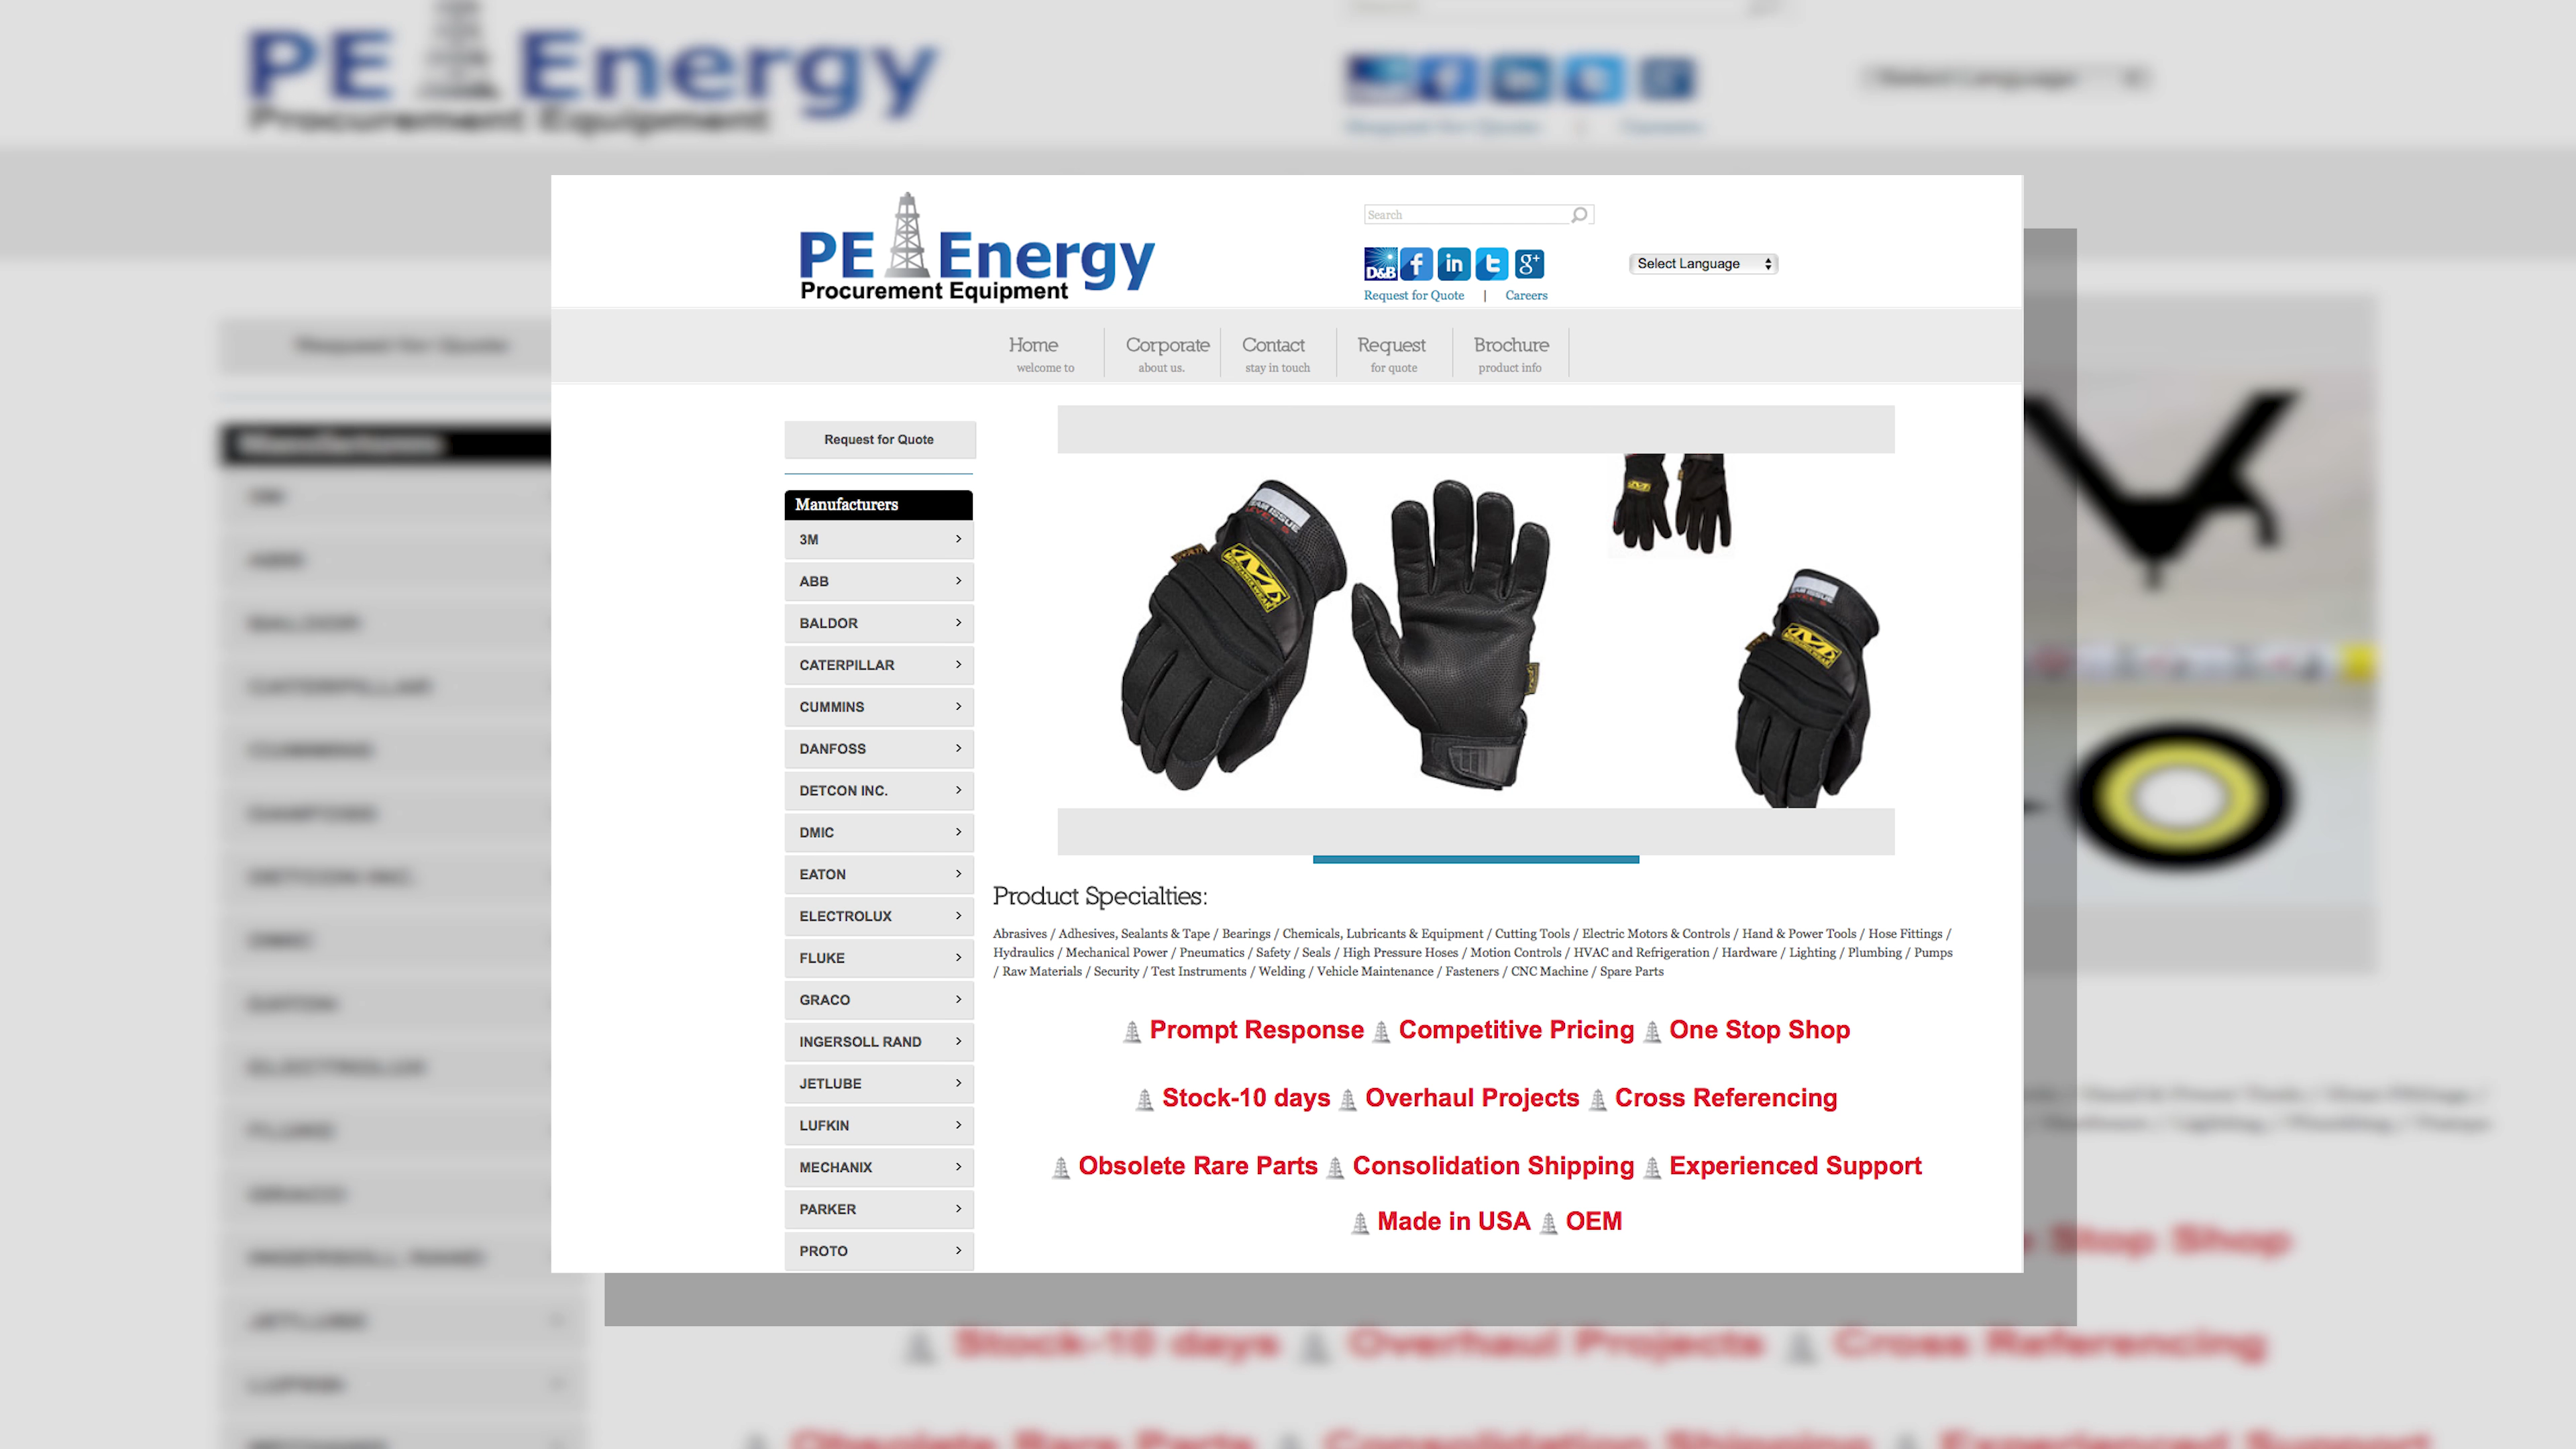 PE Energy
Procurement Equipment
Search
D&B f in t g+
Request for Quote | Careers
Select Language
Home
welcome to
Corporate
about us.
Contact
stay in touch
Request
for quote
Brochure
product info
Request for Quote
Manufacturers
3M
ABB
BALDOR
CATERPILLAR
CUMMINS
DANFOSS
DETCON INC.
DMIC
EATON
ELECTROLUX
FLUKE
GRACO
INGERSOLL RAND
JETLUBE
LUFKIN
MECHANIX
PARKER
PROTO
Product Specialties:
Abrasives / Adhesives, Sealants & Tape / Bearings / Chemicals, Lubricants & Equipment / Cutting Tools / Electric Motors & Controls / Hand & Power Tools / Hose Fittings /
Hydraulics / Mechanical Power / Pneumatics / Safety / Seals / High Pressure Hoses / Motion Controls / HVAC and Refrigeration / Hardware / Lighting / Plumbing / Pumps
/ Raw Materials / Security / Test Instruments / Welding / Vehicle Maintenance / Fasteners / CNC Machine / Spare Parts
Prompt Response Competitive Pricing One Stop Shop
Stock-10 days Overhaul Projects Cross Referencing
Obsolete Rare Parts Consolidation Shipping Experienced Support
Made in USA OEM